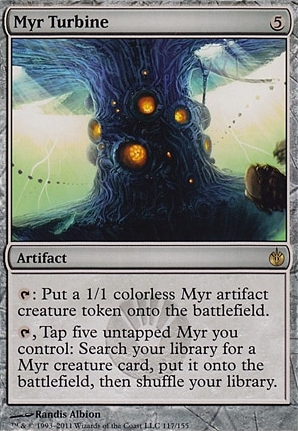 Myr Turbine 5
Artifact
: Put a 1/1 colorless Myr artifact
creature token onto the battlefield.
, Tap five untapped Myr you
control: Search your library for a
Myr creature card, put it onto the
battlefield, then shuffle your library.
Randis Albion
™ & © 1993–2011 Wizards of the Coast LLC 117/155